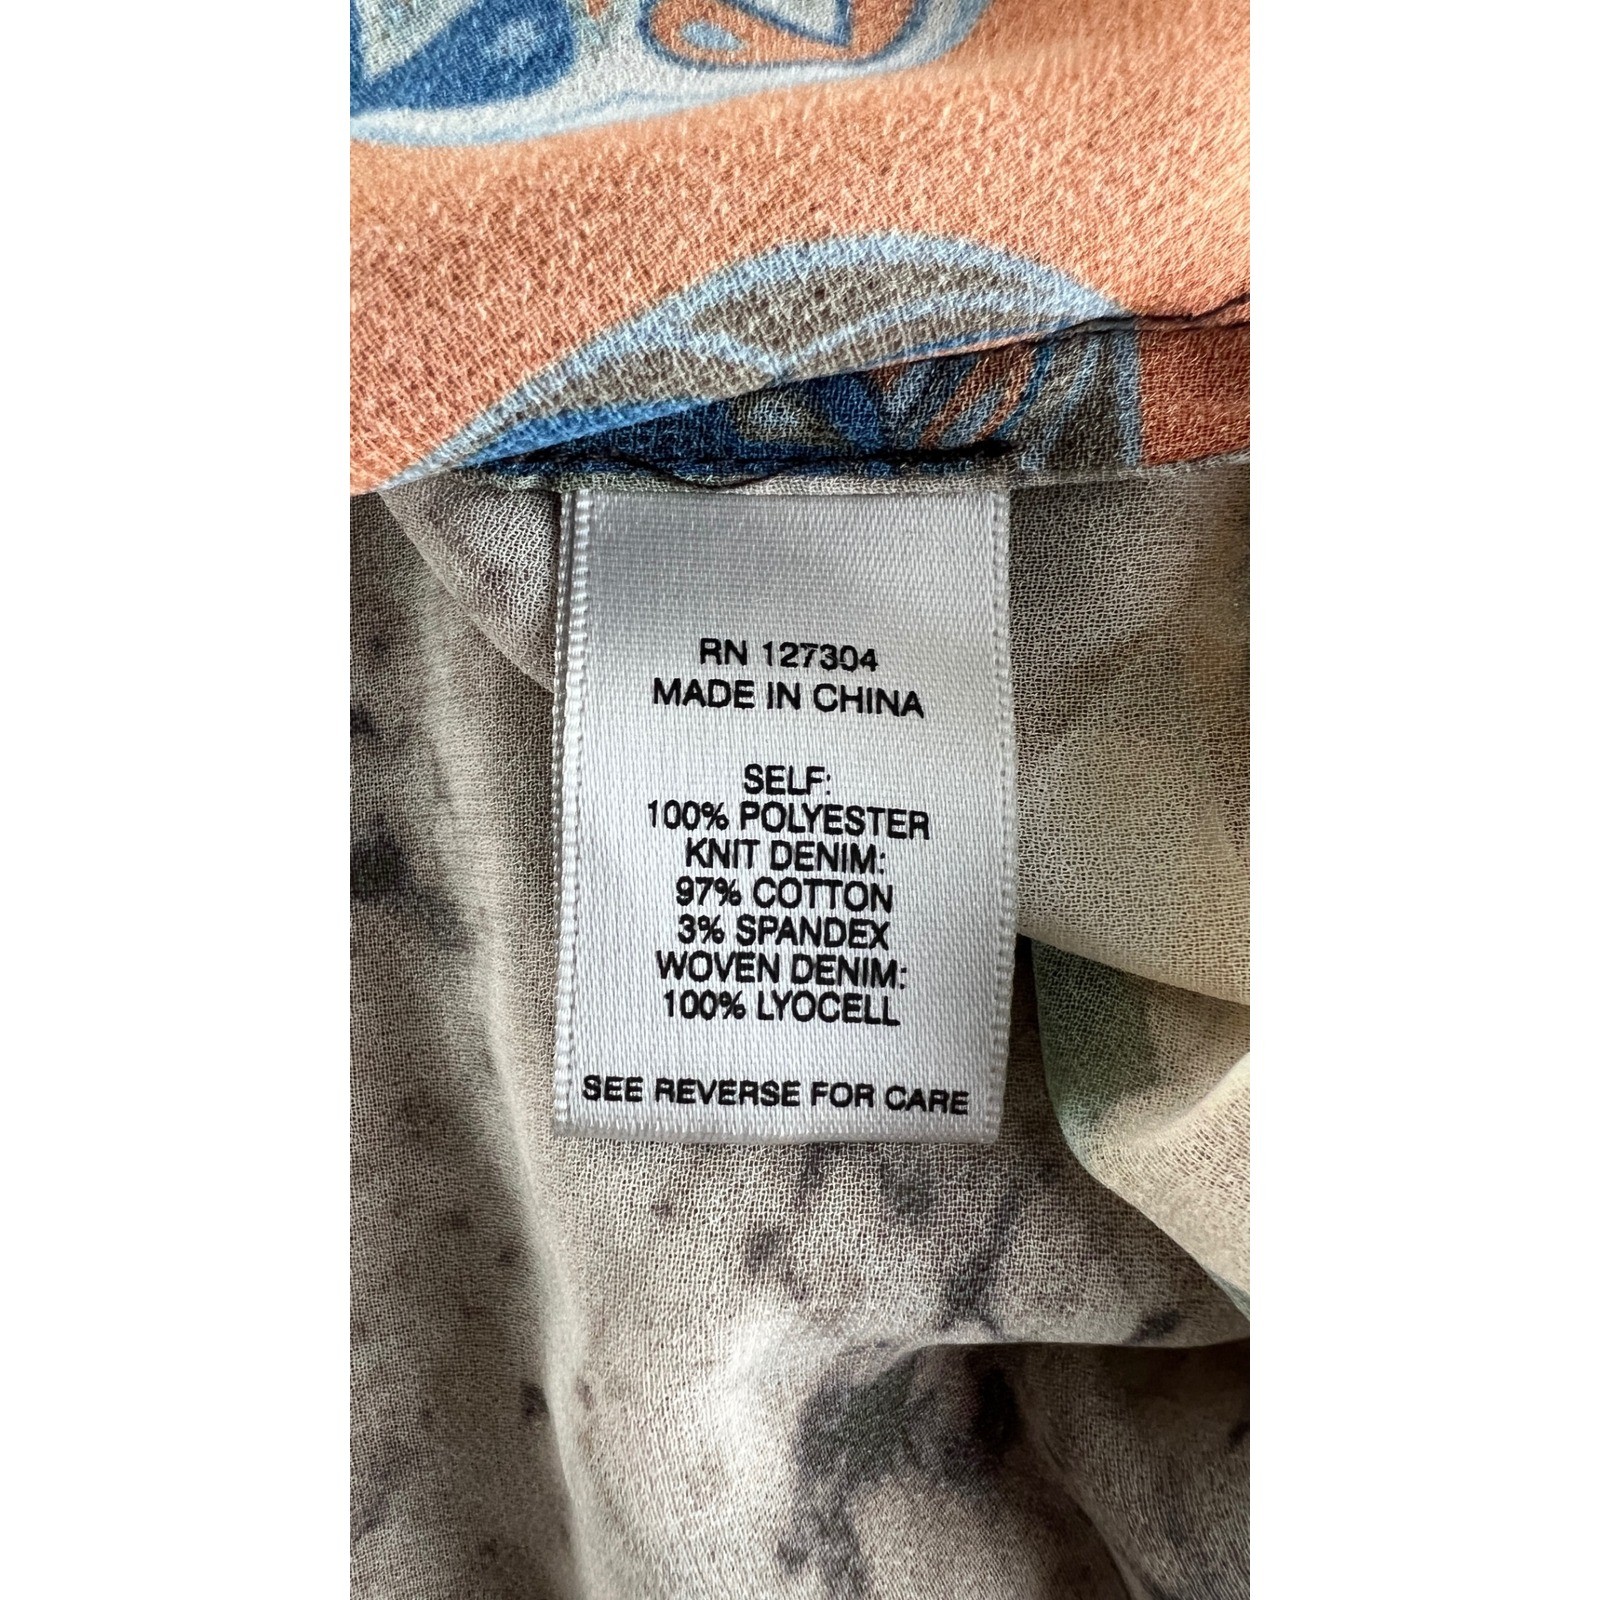 RN 127304
MADE IN CHINA
SELF:
100% POLYESTER
KNIT DENIM:
97% COTTON
3% SPANDEX
WOVEN DENIM:
100% LYOCELL
SEE REVERSE FOR CARE